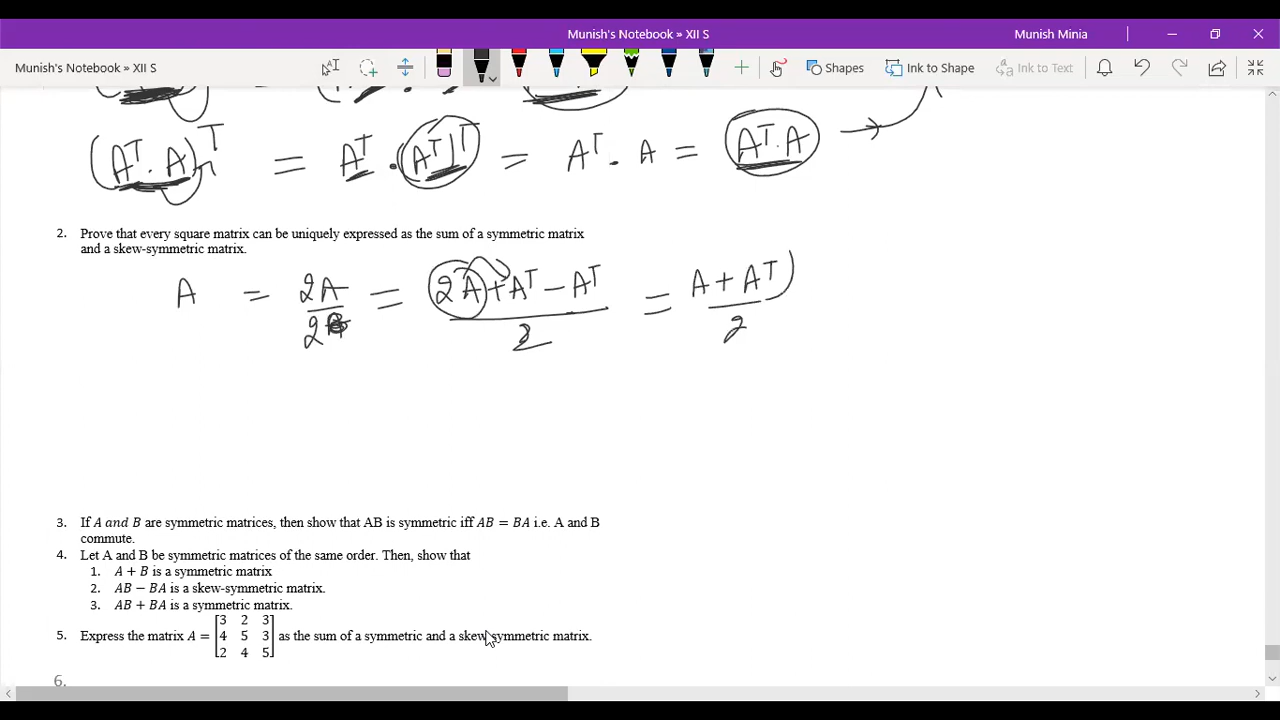 Munish's Notebook » XII S
Munish Minia
Munish's Notebook » XII S
Shapes
Ink to Shape
Ink to Text
(Aᵀ · A)ᵀ = Aᵀ · (Aᵀ)ᵀ = Aᵀ · A = Aᵀ · A →
2. Prove that every square matrix can be uniquely expressed as the sum of a symmetric matrix
and a skew-symmetric matrix.
A = 2A/2 = (2A + Aᵀ − Aᵀ)/2 = A + Aᵀ)/2
3. If A and B are symmetric matrices, then show that AB is symmetric iff AB = BA i.e. A and B
commute.
4. Let A and B be symmetric matrices of the same order. Then, show that
1. A + B is a symmetric matrix
2. AB − BA is a skew-symmetric matrix.
3. AB + BA is a symmetric matrix.
5. Express the matrix A = [3 2 3; 4 5 3; 2 4 5] as the sum of a symmetric and a skew-symmetric matrix.
6.